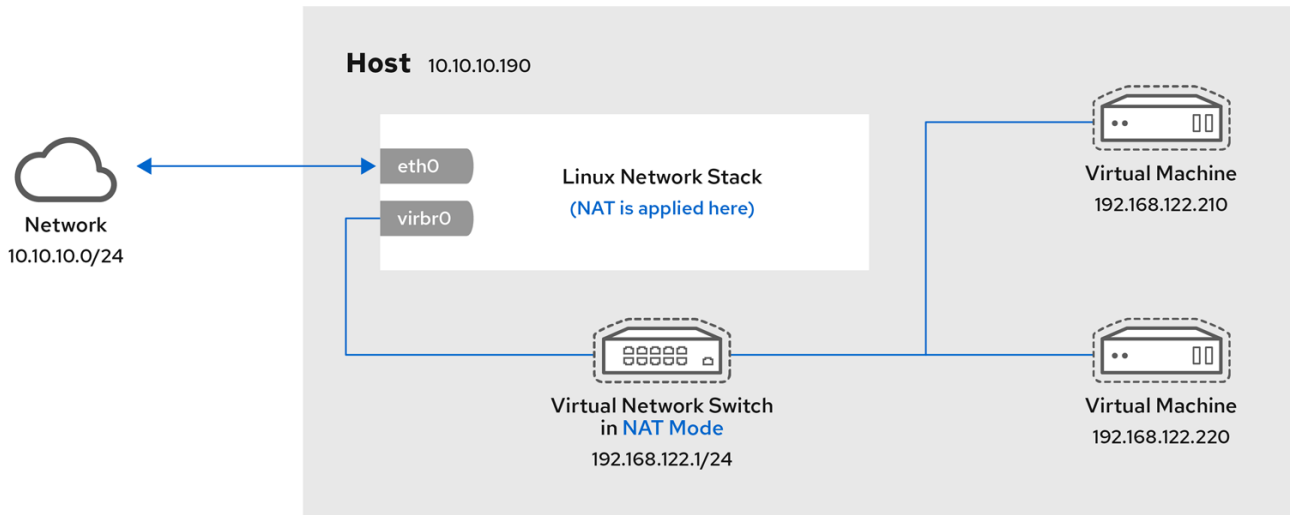 Host 10.10.10.190
eth0
virbr0
Linux Network Stack
(NAT is applied here)
Network
10.10.10.0/24
Virtual Machine
192.168.122.210
Virtual Network Switch
in NAT Mode
192.168.122.1/24
Virtual Machine
192.168.122.220